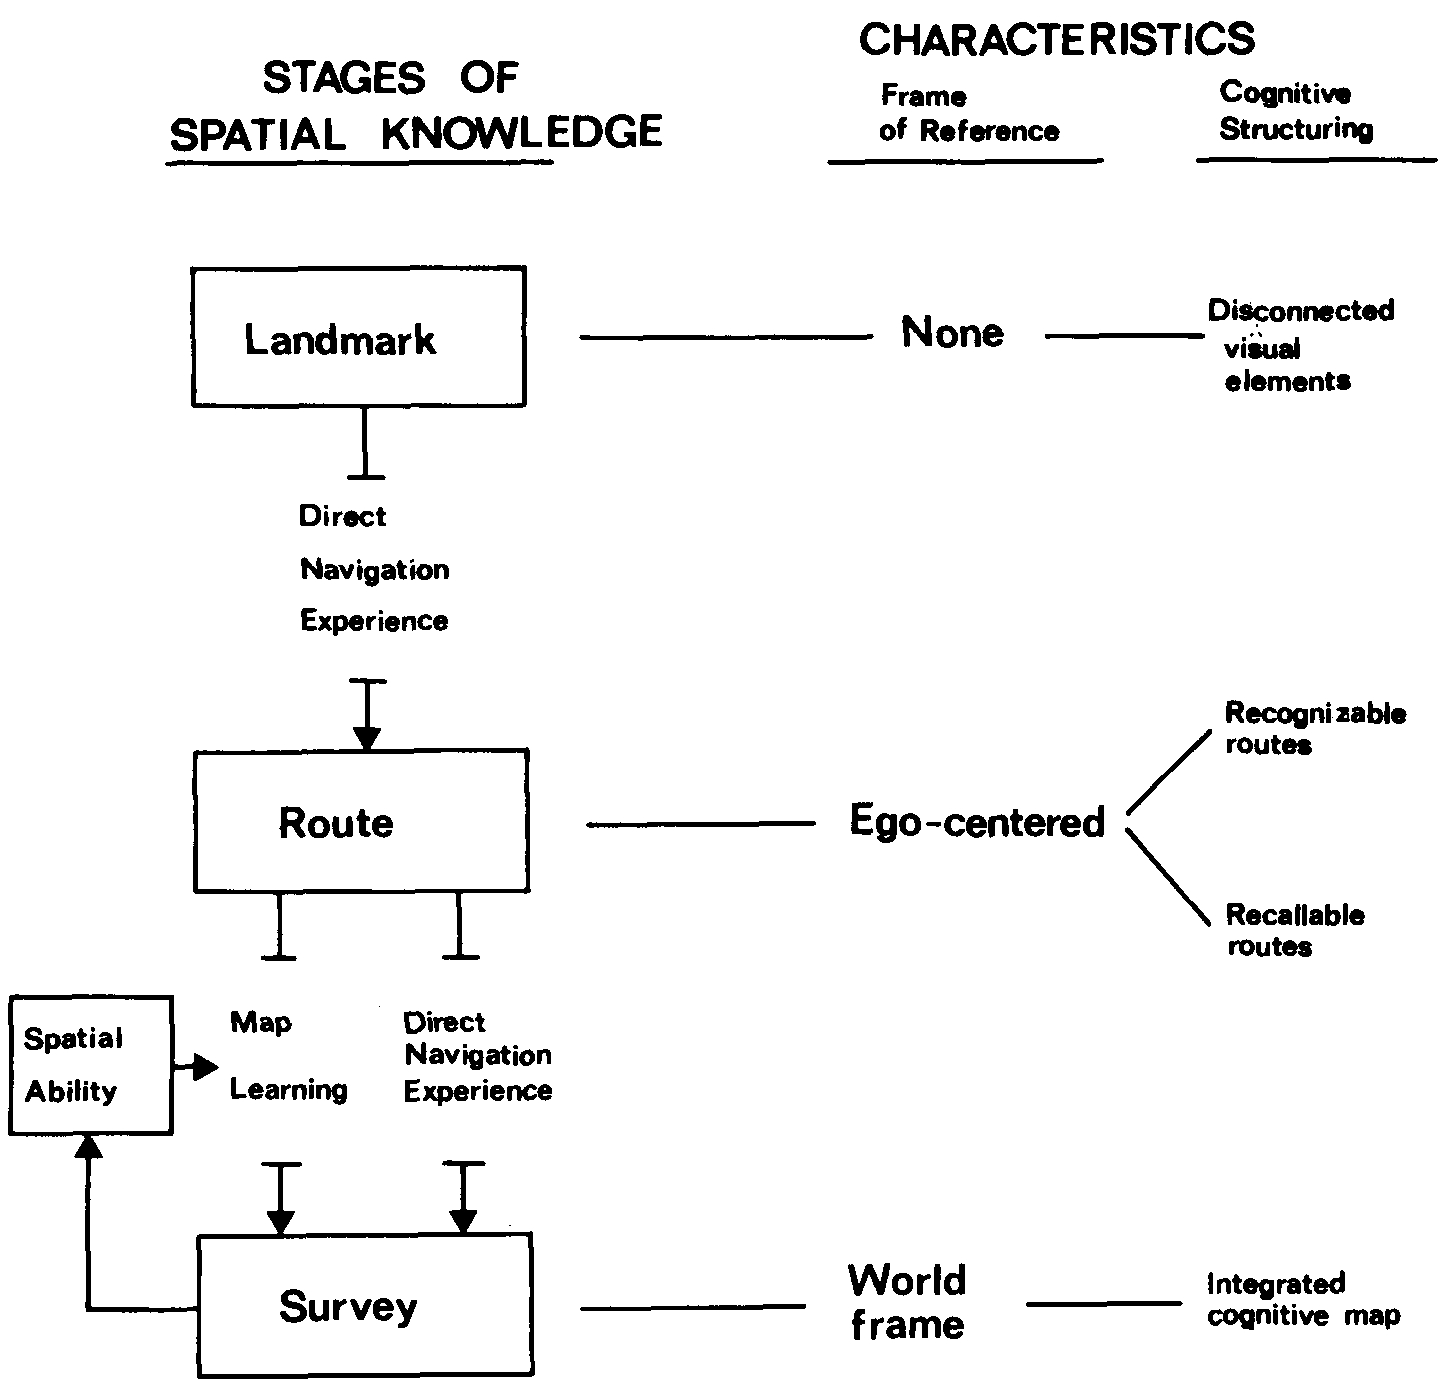 STAGES OF
SPATIAL KNOWLEDGE
CHARACTERISTICS
Frame
of Reference
Cognitive
Structuring
Landmark
None
Disconnected
visual
elements
Direct
Navigation
Experience
Route
Ego-centered
Recognizable
routes
Recallable
routes
Spatial
Ability
Map
Learning
Direct
Navigation
Experience
Survey
World
frame
Integrated
cognitive map